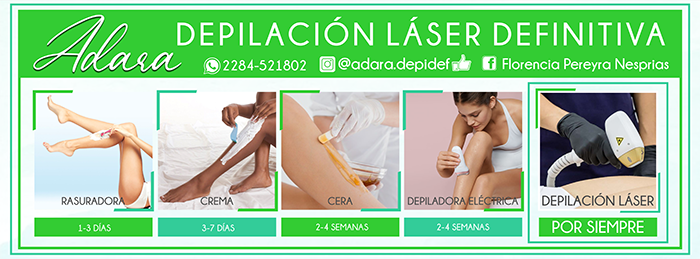 Adara
DEPILACIÓN LÁSER DEFINITIVA
2284-521802 @adara.depidef Florencia Pereyra Nesprias
RASURADORA
1-3 DÍAS
CREMA
3-7 DÍAS
CERA
2-4 SEMANAS
DEPILADORA ELÉCTRICA
2-4 SEMANAS
DEPILACIÓN LÁSER
POR SIEMPRE